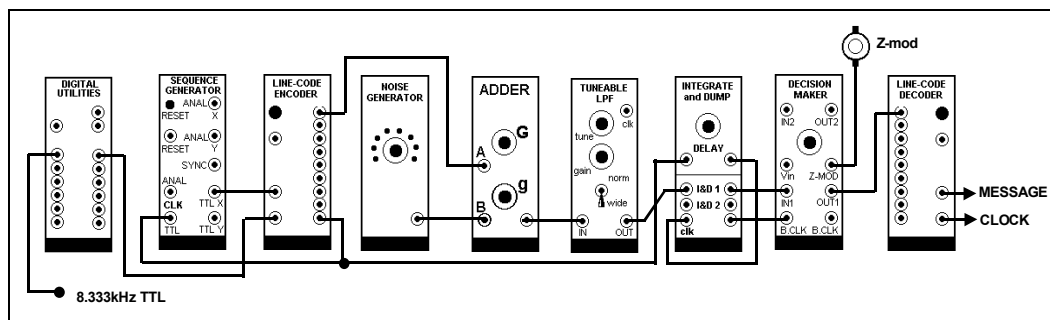 Z-mod
DIGITAL
UTILITIES
SEQUENCE
GENERATOR
ANAL
RESET
X
ANAL
RESET
Y
SYNC
ANAL
CLK
TTL X
TTL
TTL Y
LINE-CODE
ENCODER
NOISE
GENERATOR
ADDER
G
A
g
B
TUNEABLE
LPF
clk
tune
gain
norm
wide
IN
OUT
INTEGRATE
and DUMP
DELAY
I&D 1
I&D 2
clk
DECISION
MAKER
IN2
OUT2
Vin
Z-MOD
IN1
OUT1
B.CLK
B.CLK
LINE-CODE
DECODER
MESSAGE
CLOCK
8.333kHz TTL